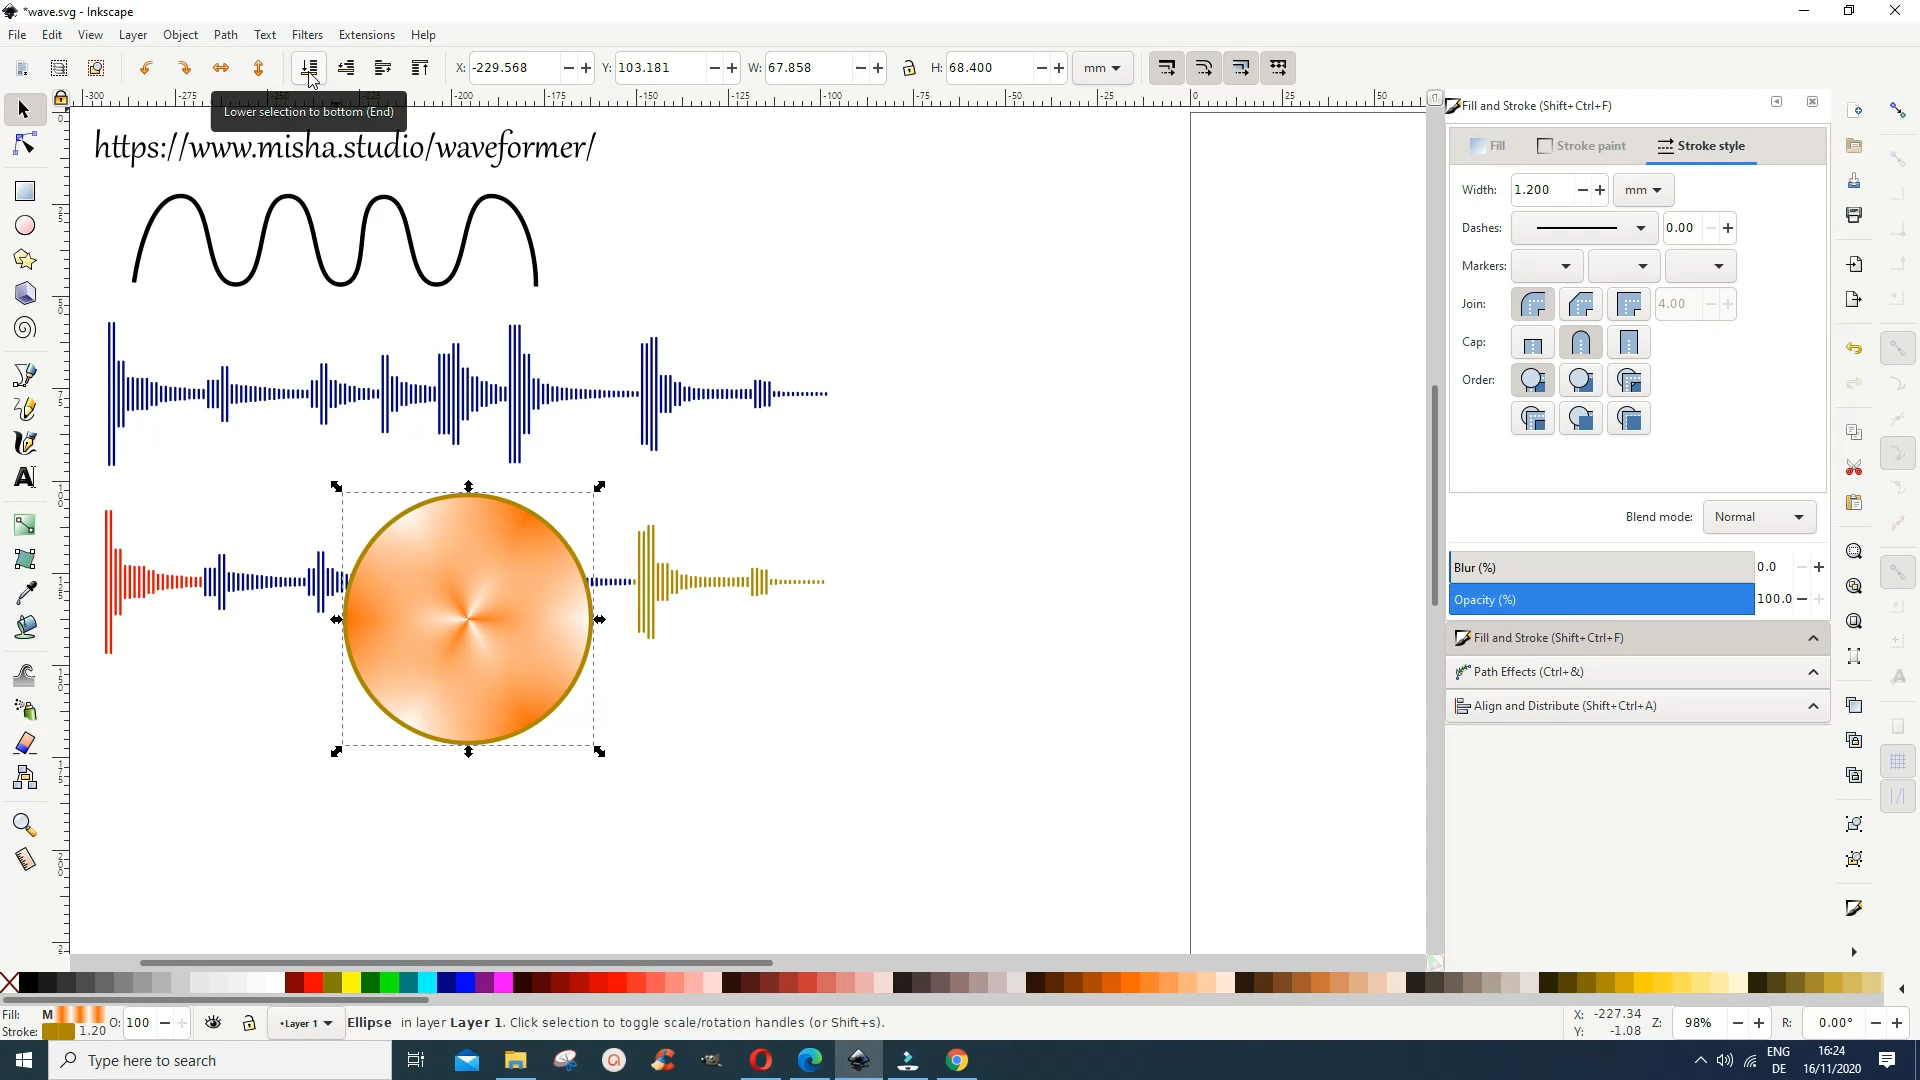 *wave.svg - Inkscape
File Edit View Layer Object Path Text Filters Extensions Help
X: -229.568 Y: 103.181 W: 67.858 H: 68.400 mm
Lower selection to bottom (End)
https://www.misha.studio/waveformer/
Fill and Stroke (Shift+Ctrl+F)
Fill Stroke paint Stroke style
Width: 1.200 mm
Dashes: 0.00
Markers:
Join: 4.00
Cap:
Order:
Blend mode: Normal
Blur (%) 0.0
Opacity (%) 100.0
Fill and Stroke (Shift+Ctrl+F)
Path Effects (Ctrl+&)
Align and Distribute (Shift+Ctrl+A)
Fill: M O: 100 •Layer 1 Ellipse in layer Layer 1. Click selection to toggle scale/rotation handles (or Shift+s).
Stroke: 1.20
X: -227.34
Y: -1.08
Z: 98% R: 0.00°
Type here to search
ENG
DE
16:24
16/11/2020